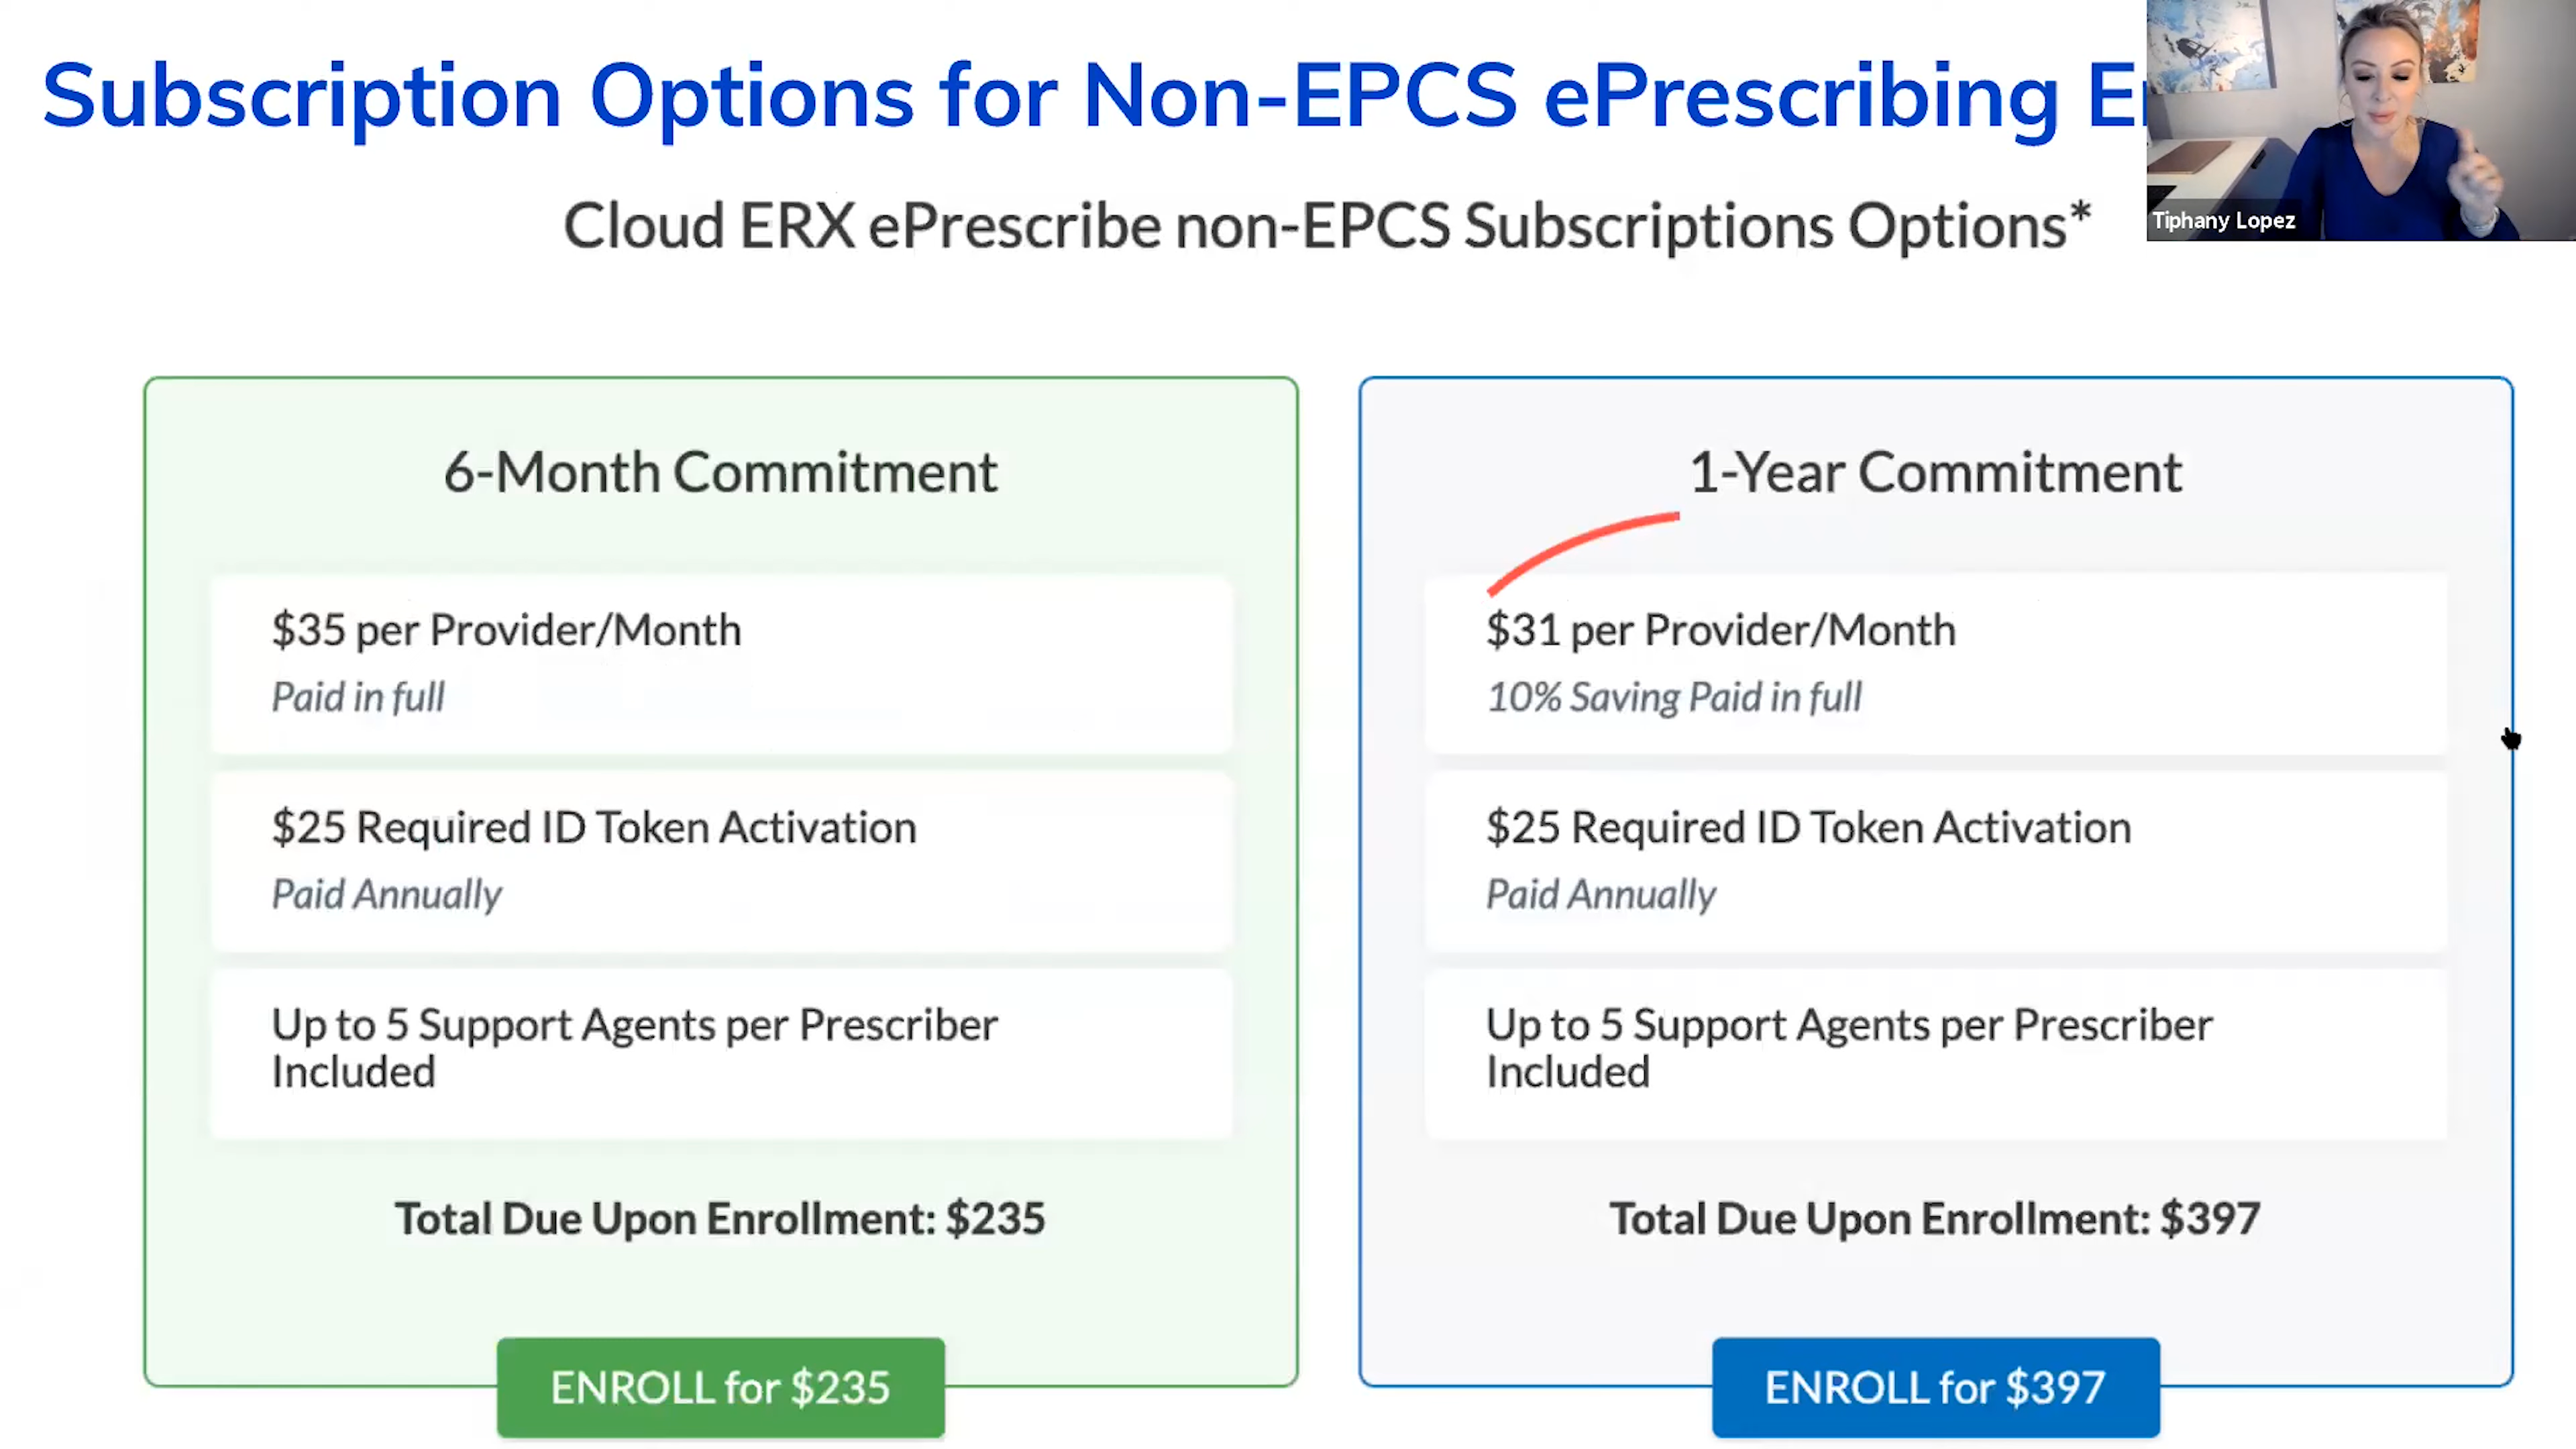 Subscription Options for Non-EPCS ePrescribing
Tiphany Lopez
Cloud ERX ePrescribe non-EPCS Subscriptions Options*
6-Month Commitment
$35 per Provider/Month
Paid in full
$25 Required ID Token Activation
Paid Annually
Up to 5 Support Agents per Prescriber
Included
Total Due Upon Enrollment: $235
ENROLL for $235
1-Year Commitment
$31 per Provider/Month
10% Saving Paid in full
$25 Required ID Token Activation
Paid Annually
Up to 5 Support Agents per Prescriber
Included
Total Due Upon Enrollment: $397
ENROLL for $397